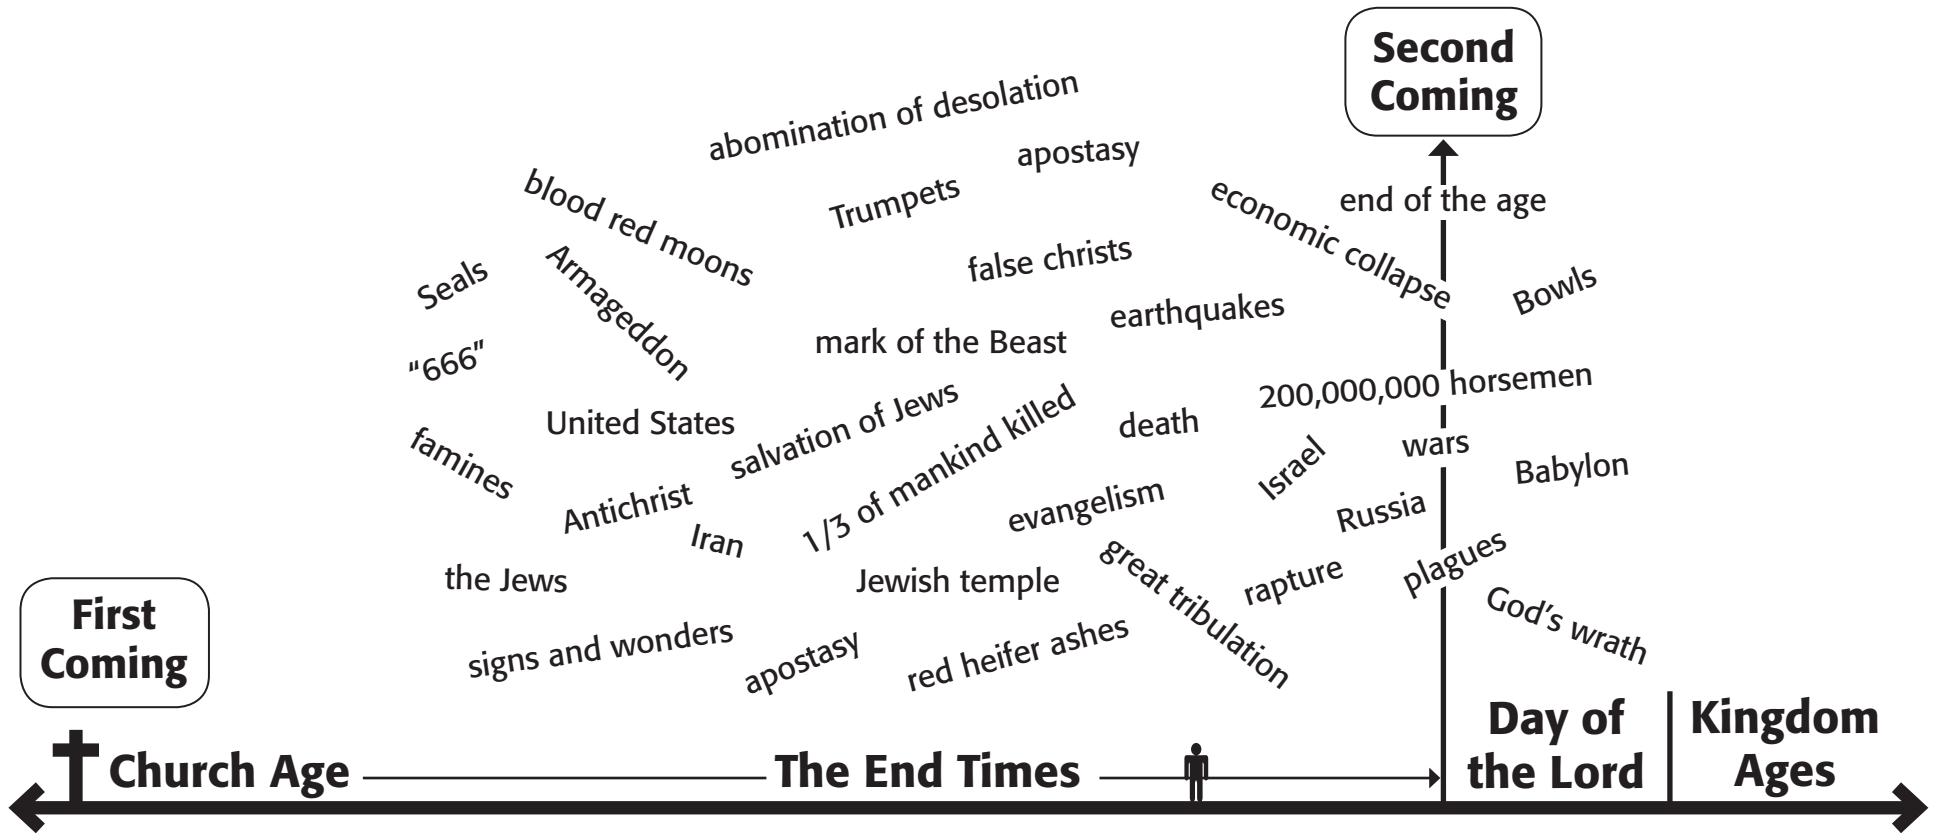 Second
Coming
abomination of desolation
apostasy
blood red moons
Trumpets
economic collapse
end of the age
Seals
Armageddon
false christs
Bowls
earthquakes
"666"
mark of the Beast
200,000,000 horsemen
United States
salvation of Jews
1/3 of mankind killed
death
famines
Israel
wars
Babylon
Antichrist
Iran
evangelism
Russia
the Jews
Jewish temple
great tribulation
rapture
plagues
God's wrath
First
Coming
signs and wonders
apostasy
red heifer ashes
Church Age
The End Times
Day of
the Lord
Kingdom
Ages